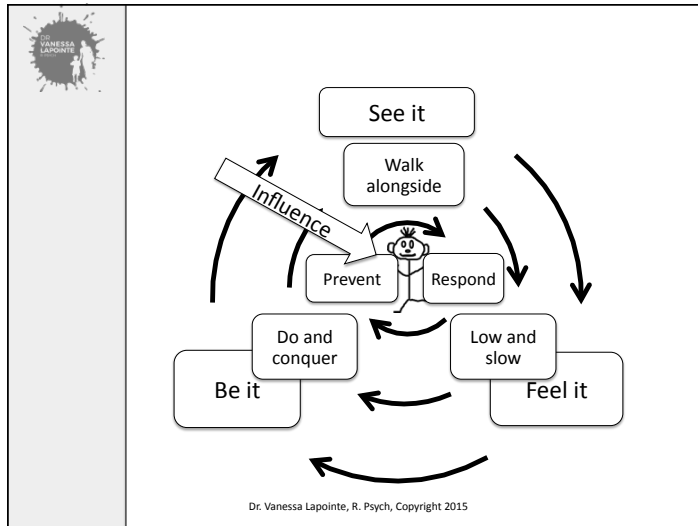 DR.
VANESSA
LAPOINTE
See it
Walk
alongside
Influence
Prevent
Respond
Do and
conquer
Low and
slow
Be it
Feel it
Dr. Vanessa Lapointe, R. Psych, Copyright 2015